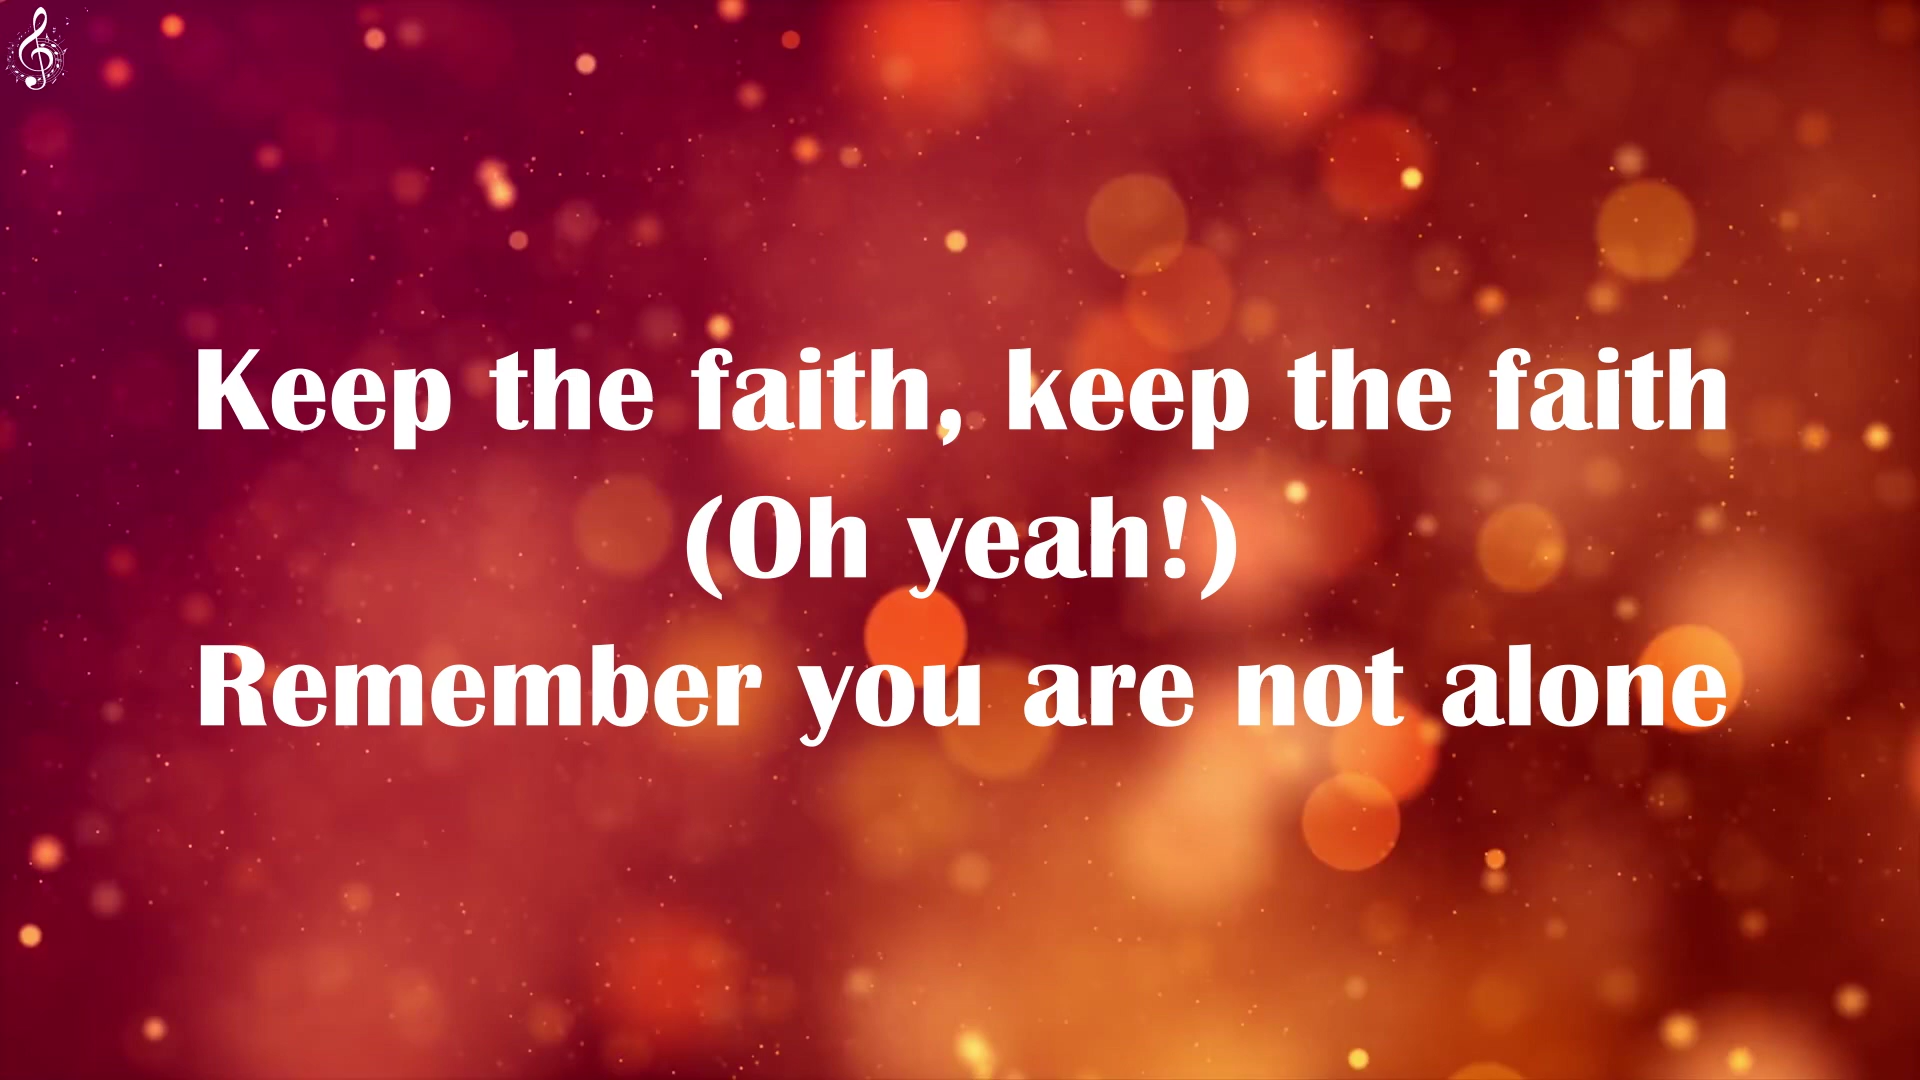 Keep the faith, keep the faith
(Oh yeah!)
Remember you are not alone